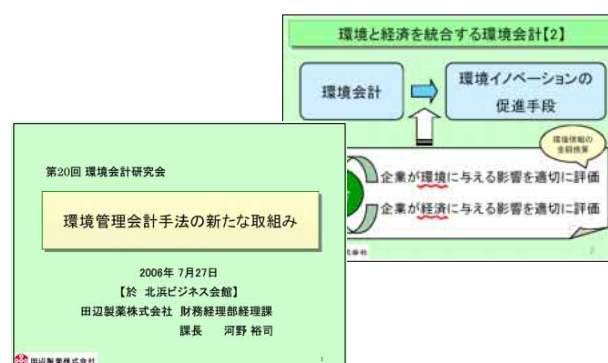 環境と経済を統合する環境会計【2】
環境会計
環境イノベーションの
促進手段
環境情報の
金額換算
企業が環境に与える影響を適切に評価
企業が経済に与える影響を適切に評価
2
第20回 環境会計研究会
環境管理会計手法の新たな取組み
2006年 7月27日
【於 北浜ビジネス会館】
田辺製薬株式会社 財務経理部経理課
課長 河野 裕司
田辺製薬株式会社
1